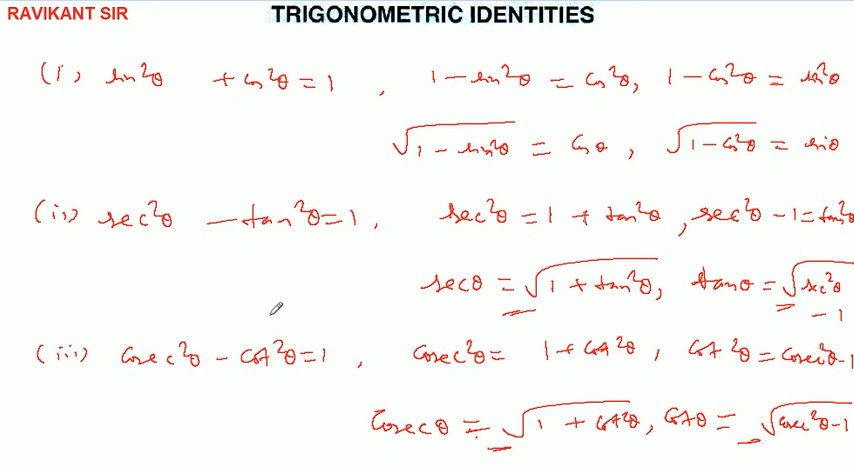 RAVIKANT SIR TRIGONOMETRIC IDENTITIES
(i) sin²θ + cos²θ = 1 , 1 - sin²θ = cos²θ, 1 - cos²θ = sin²θ
√(1 - sin²θ) = cosθ , √(1 - cos²θ) = sinθ
(ii) sec²θ - tan²θ = 1 , sec²θ = 1 + tan²θ , sec²θ - 1 = tan²θ
secθ = √(1 + tan²θ), tanθ = √(sec²θ - 1)
(iii) cosec²θ - cot²θ = 1 , cosec²θ = 1 + cot²θ , cot²θ = cosec²θ - 1
cosecθ = √(1 + cot²θ), cotθ = √(cosec²θ - 1)